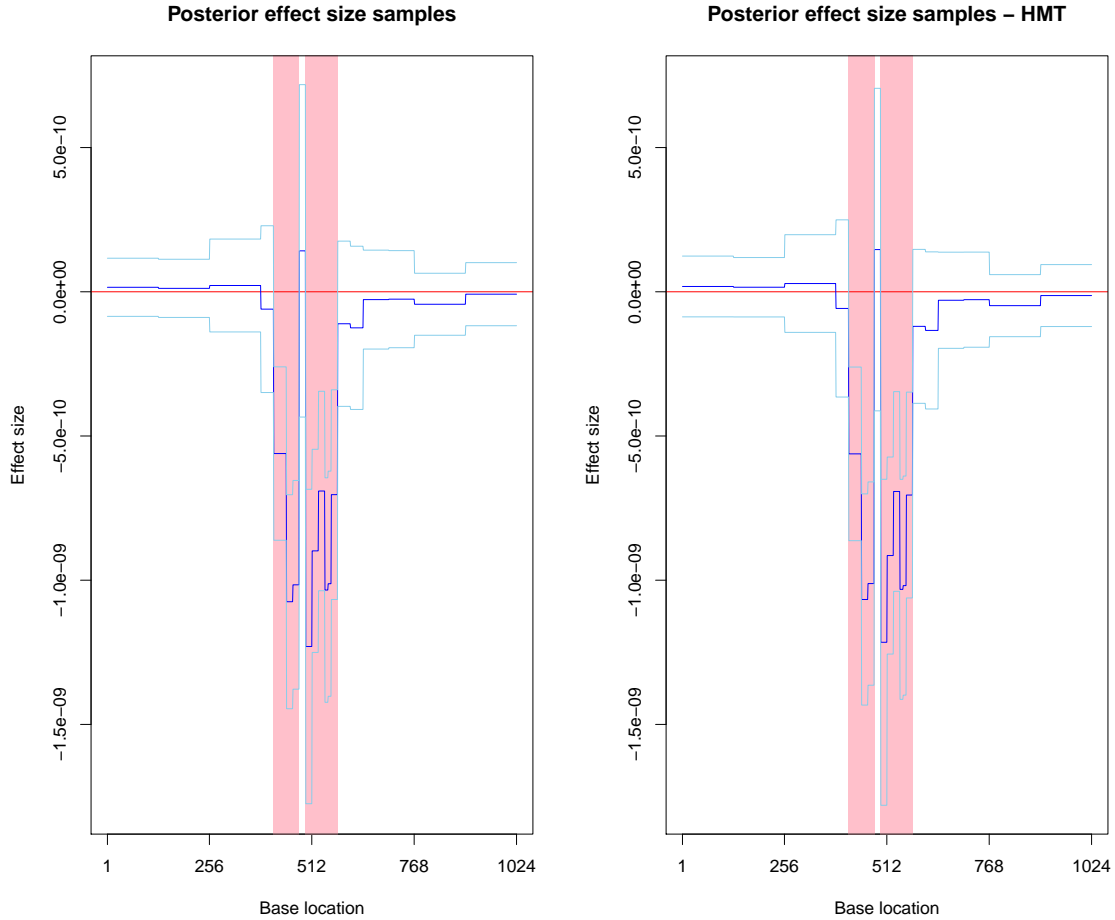 Posterior effect size samples
Effect size
5.0e−10
0.0e+00
−5.0e−10
−1.0e−09
−1.5e−09
1 256 512 768 1024
Base location
Posterior effect size samples − HMT
Effect size
5.0e−10
0.0e+00
−5.0e−10
−1.0e−09
−1.5e−09
1 256 512 768 1024
Base location